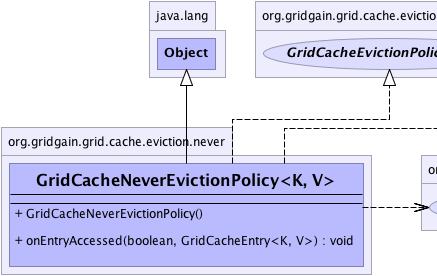 java.lang
org.gridgain.grid.cache.eviction
Object
GridCacheEvictionPolic
org.gridgain.grid.cache.eviction.never
GridCacheNeverEvictionPolicy<K, V>
+ GridCacheNeverEvictionPolicy()
+ onEntryAccessed(boolean, GridCacheEntry<K, V>) : void